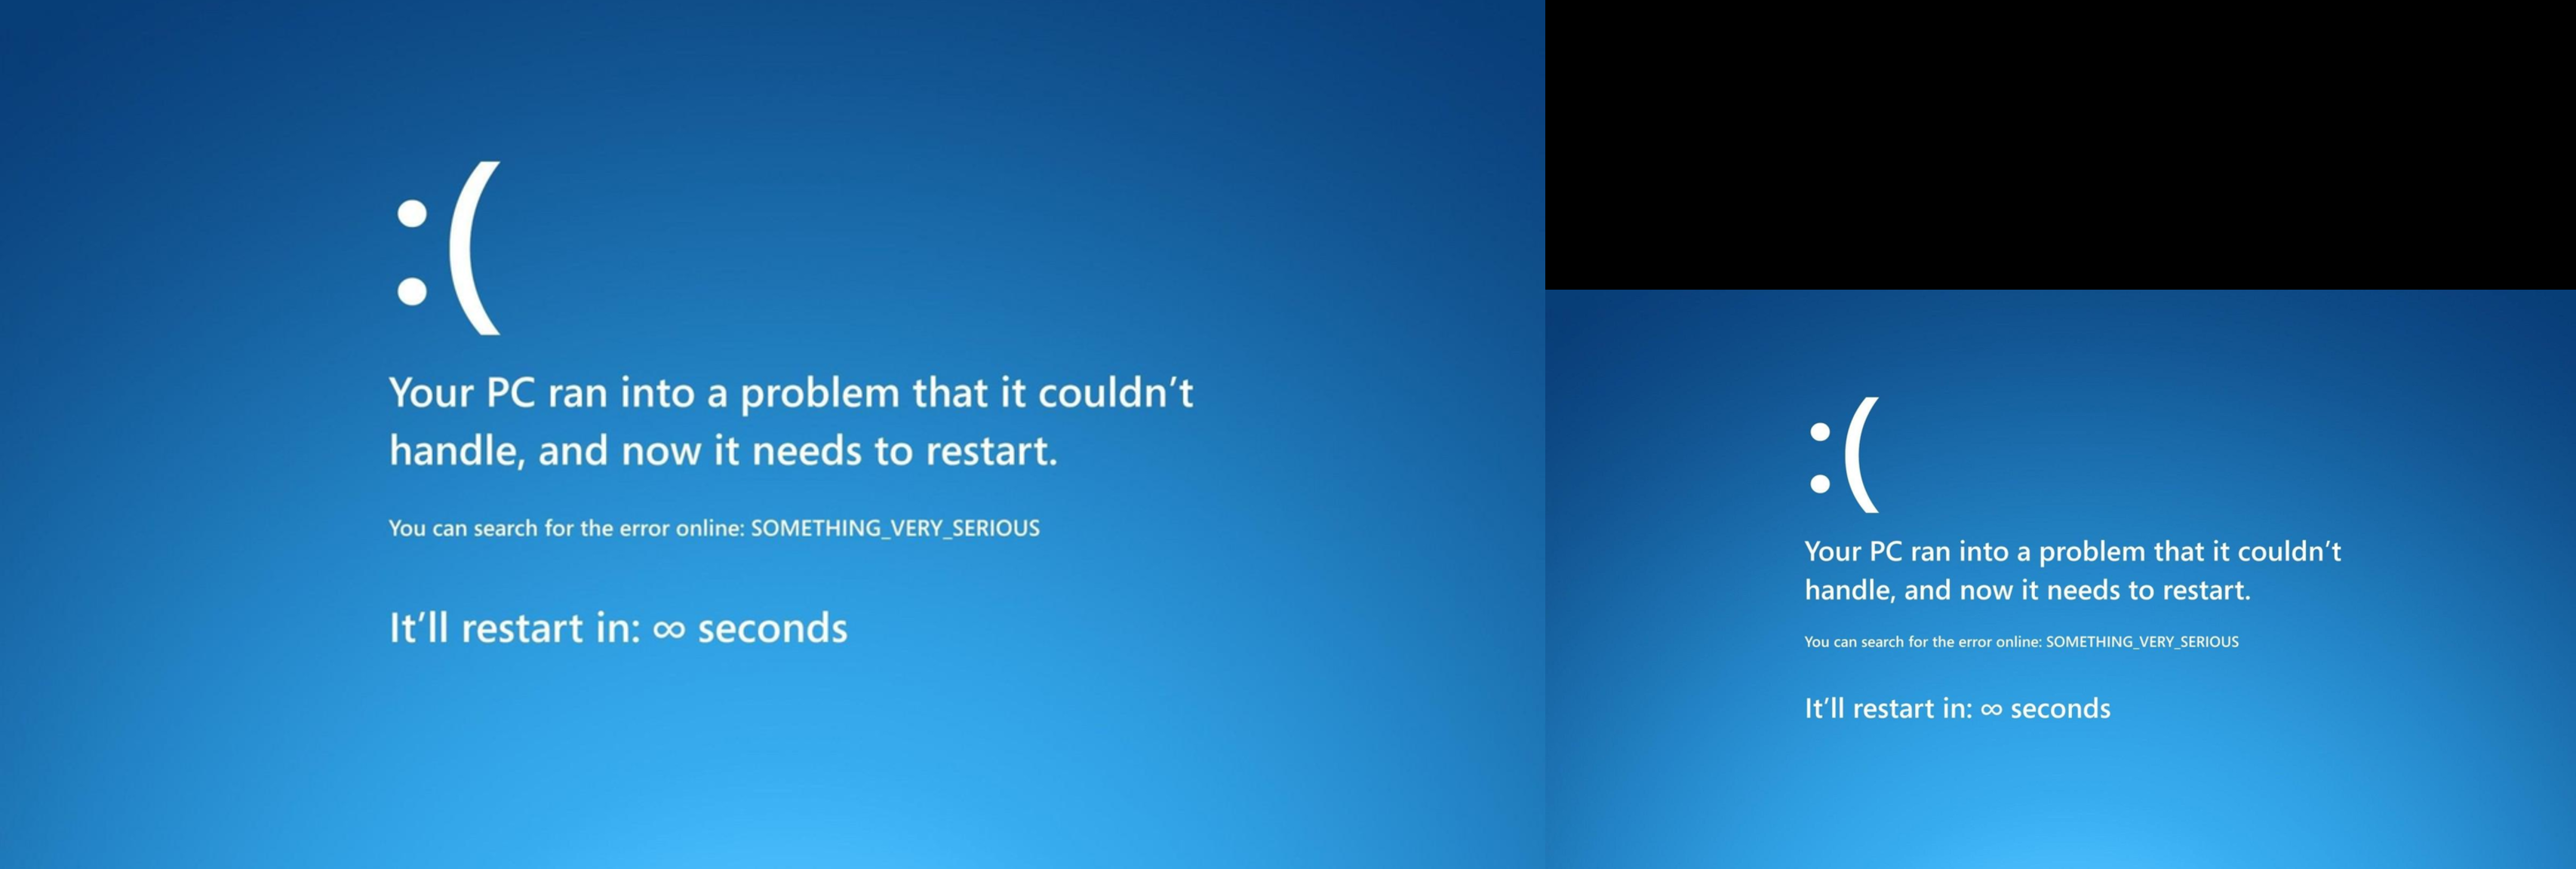 :(
Your PC ran into a problem that it couldn’t
handle, and now it needs to restart.
You can search for the error online: SOMETHING_VERY_SERIOUS
It’ll restart in: ∞ seconds
:(
Your PC ran into a problem that it couldn’t
handle, and now it needs to restart.
You can search for the error online: SOMETHING_VERY_SERIOUS
It’ll restart in: ∞ seconds